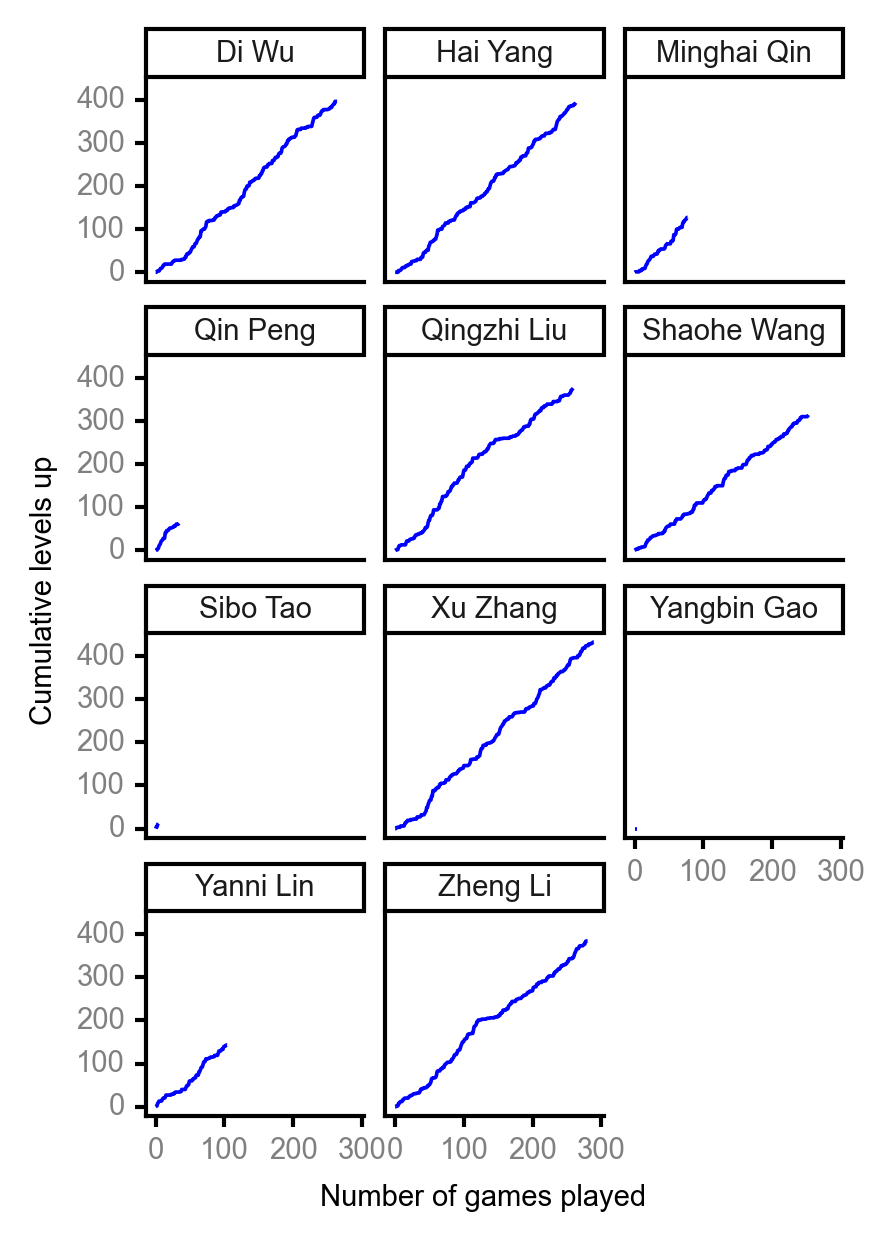 Di Wu Hai Yang Minghai Qin
400
300
200
100
0
Qin Peng Qingzhi Liu Shaohe Wang
400
300
200
100
0
Cumulative levels up
Sibo Tao Xu Zhang Yangbin Gao
400
300
200
100
0
0 100 200 300
Yanni Lin Zheng Li
400
300
200
100
0
0 100 200 300 0 100 200 300
Number of games played